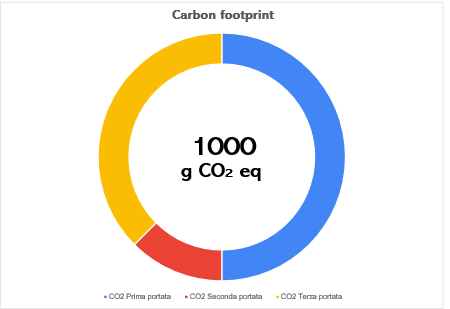 Carbon footprint
1000
g CO₂ eq
CO2 Prima portata CO2 Seconda portata CO2 Terza portata